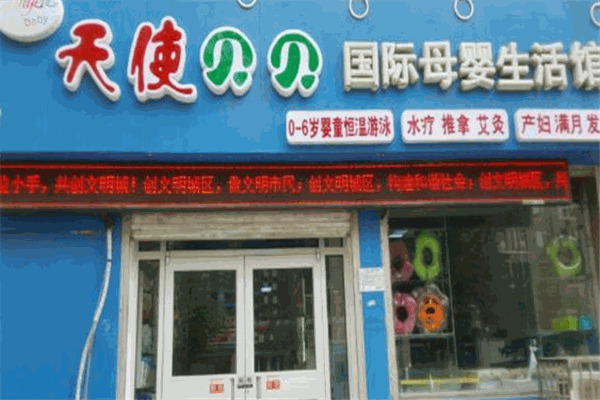 baby
天使贝贝 国际母婴生活馆
0-6岁婴童恒温游泳 水疗 推拿 艾灸 产妇 满月 发
小手，共创文明城！创文明城区，做文明市民；创文明城区，构造和谐社会；创文明城区，